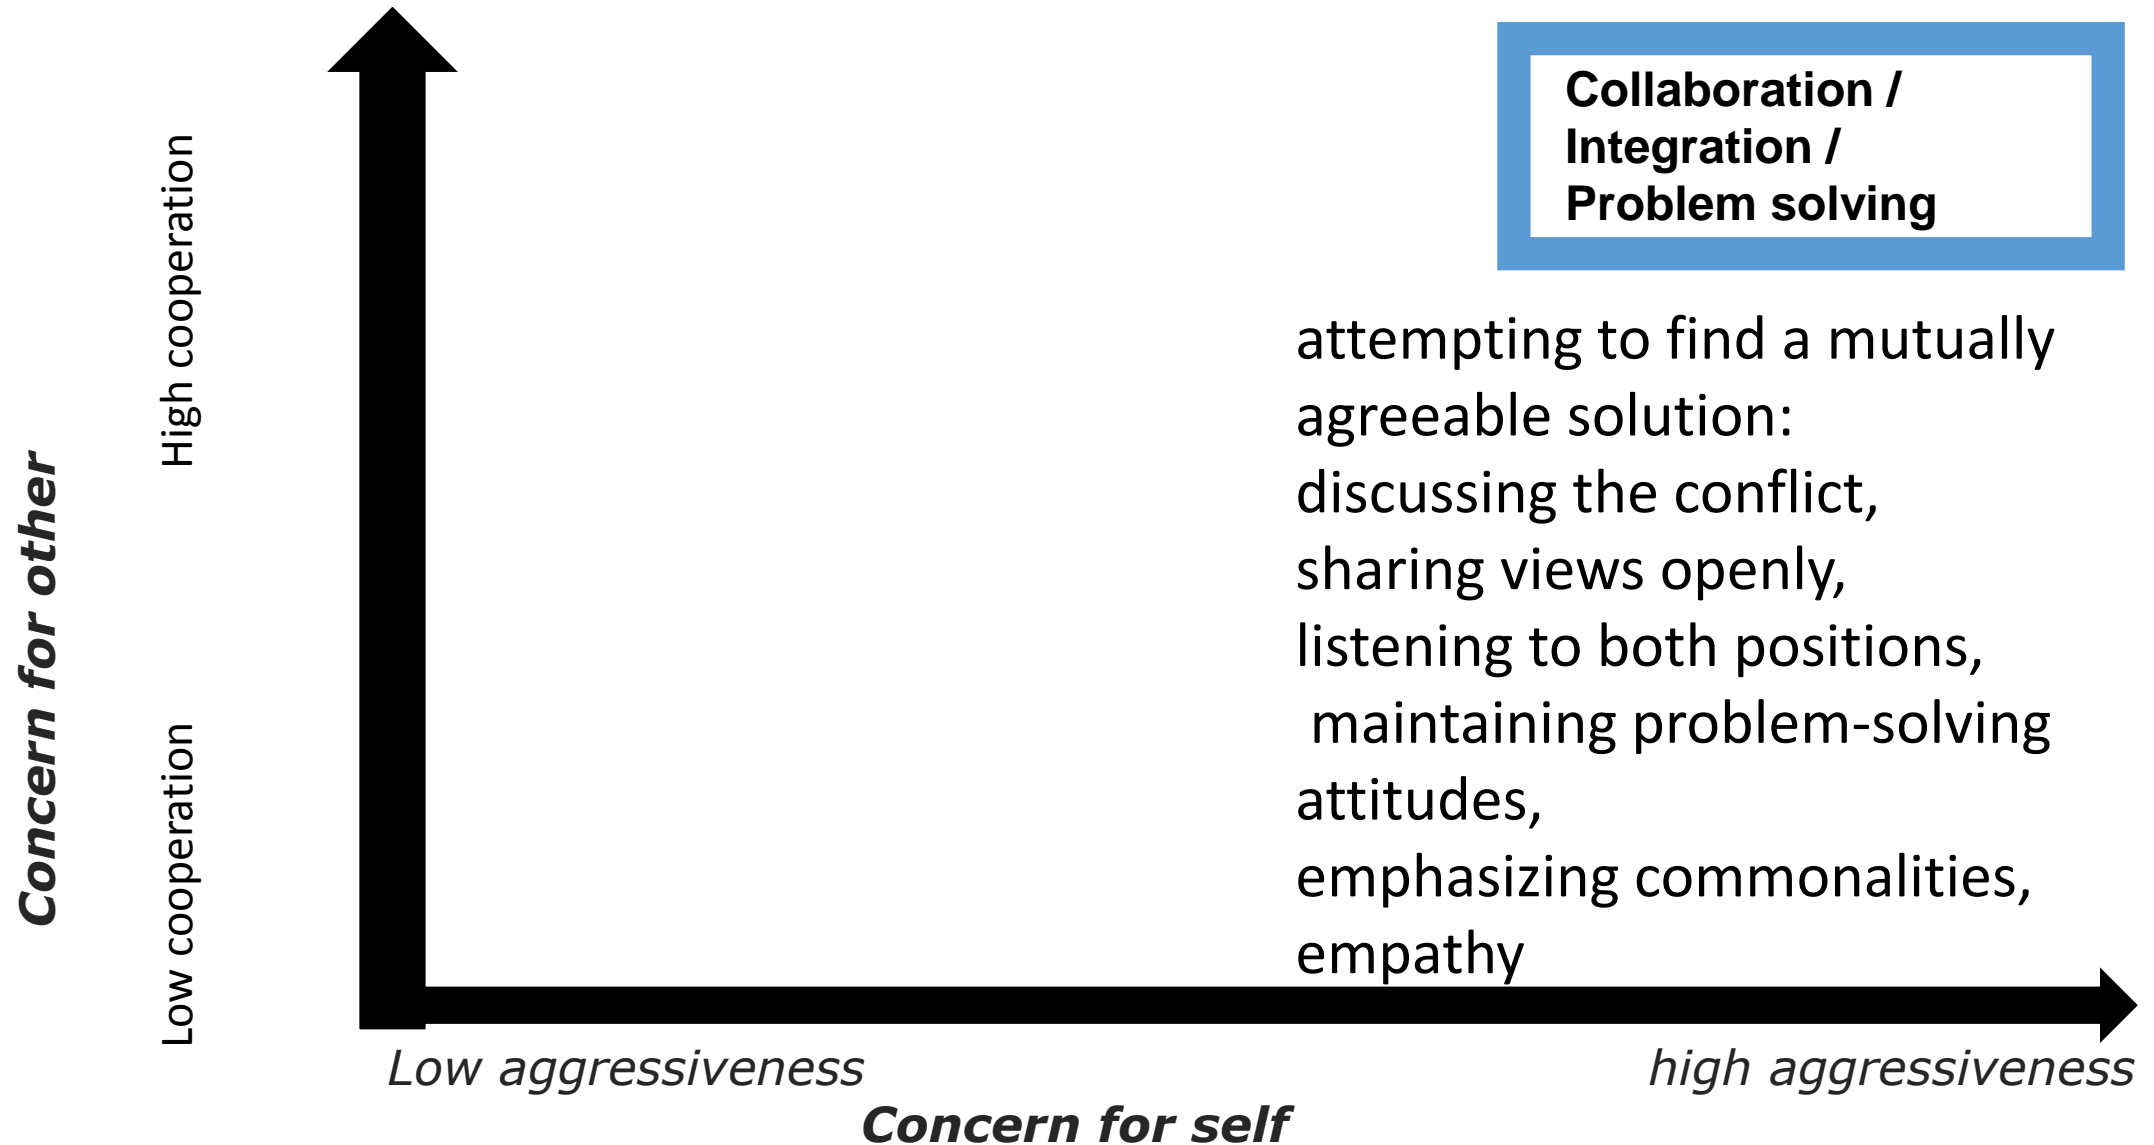 Collaboration /
Integration /
Problem solving
High cooperation
Concern for other
Low cooperation
attempting to find a mutually
agreeable solution:
discussing the conflict,
sharing views openly,
listening to both positions,
maintaining problem-solving
attitudes,
emphasizing commonalities,
empathy
Low aggressiveness
high aggressiveness
Concern for self